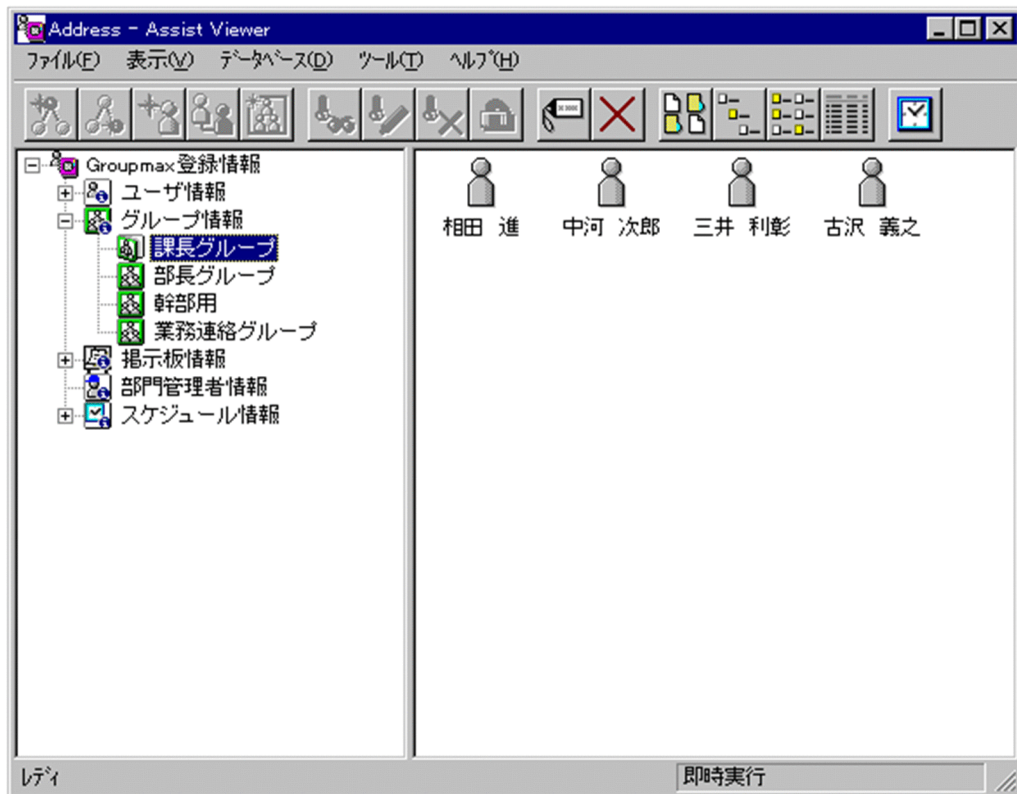 Address - Assist Viewer
ファイル(F) 表示(V) データベース(D) ツール(T) ヘルプ(H)
Groupmax登録情報
ユーザ情報
グループ情報
課長グループ
部長グループ
幹部用
業務連絡グループ
掲示板情報
部門管理者情報
スケジュール情報
相田 進 中河 次郎 三井 利彰 古沢 義之
レディ 即時実行